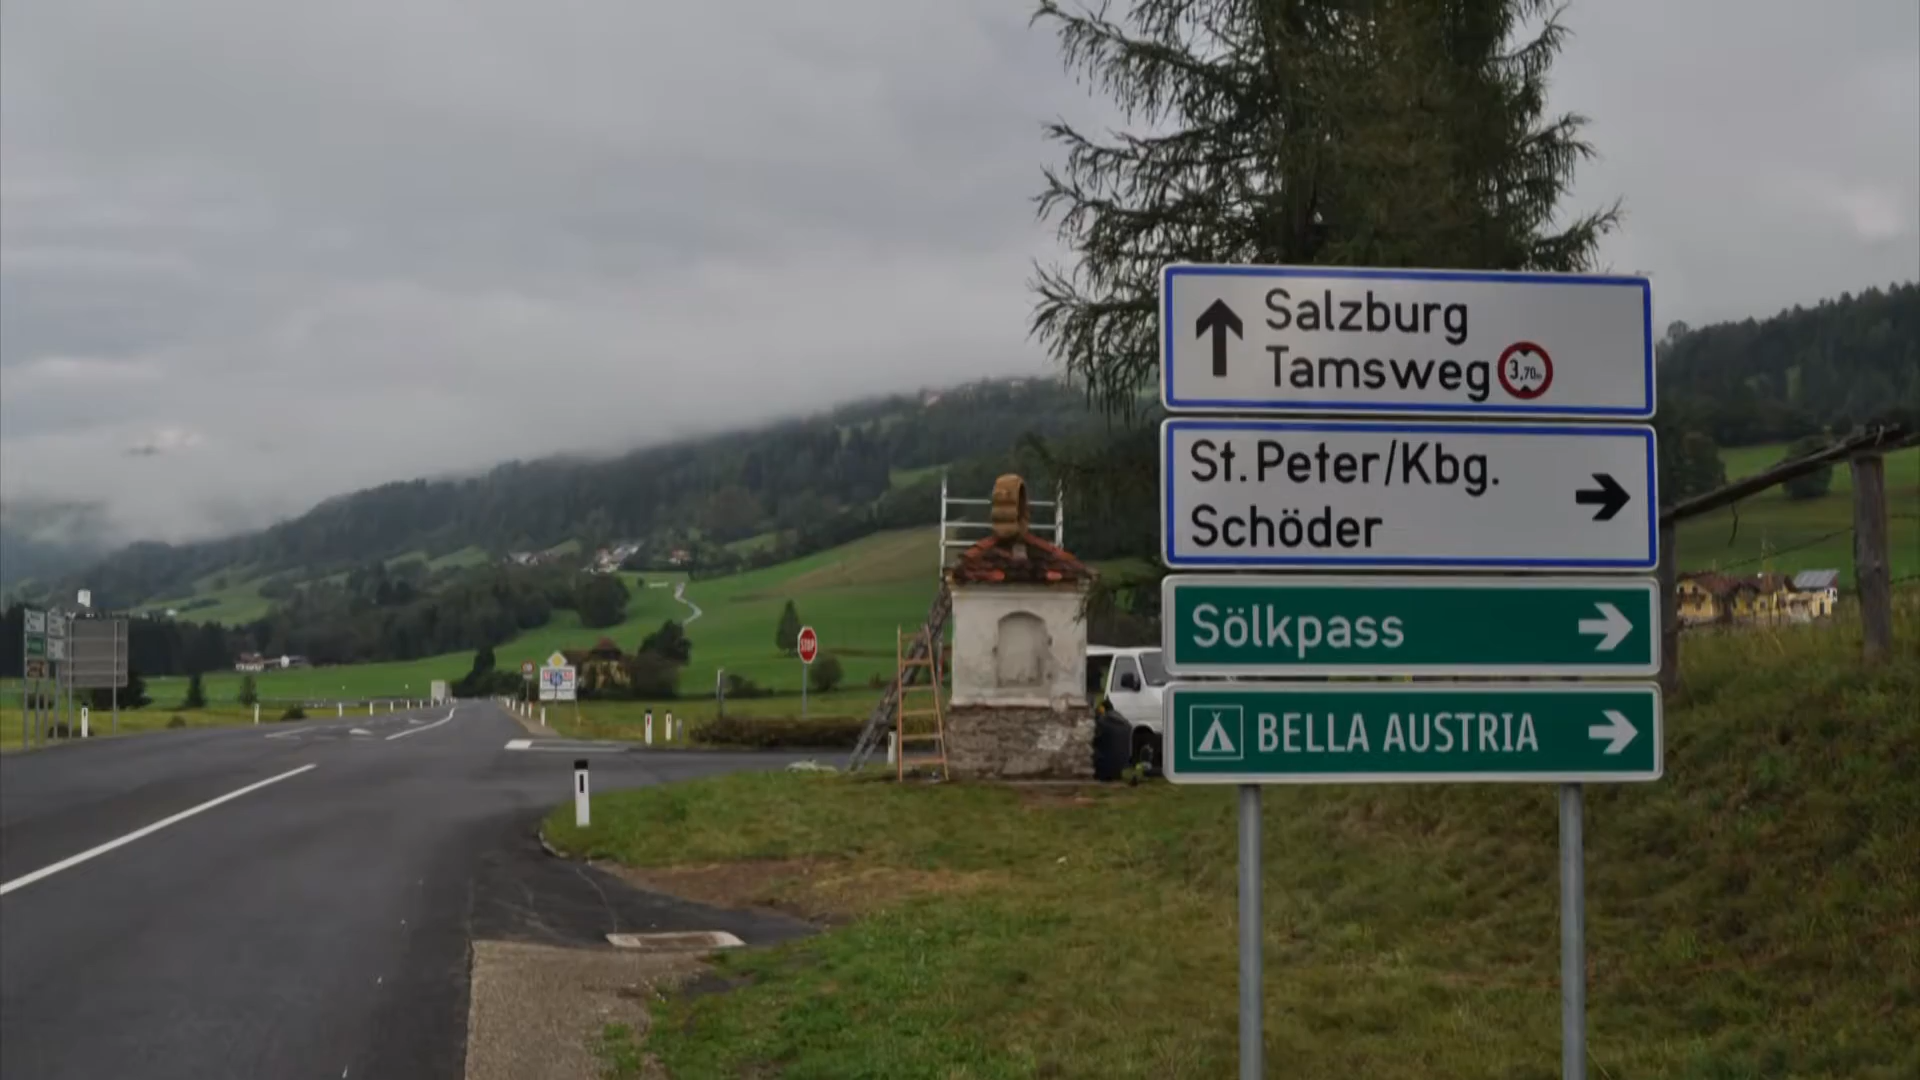 Salzburg
Tamsweg 3,70m
St. Peter/Kbg.
Schöder
Sölkpass
BELLA AUSTRIA
STOP